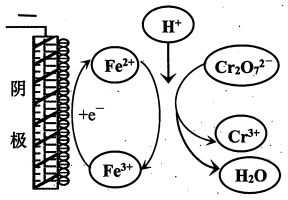 H⁺
Fe²⁺
Cr₂O₇²⁻
阴
极
+e⁻
Cr³⁺
Fe³⁺
H₂O